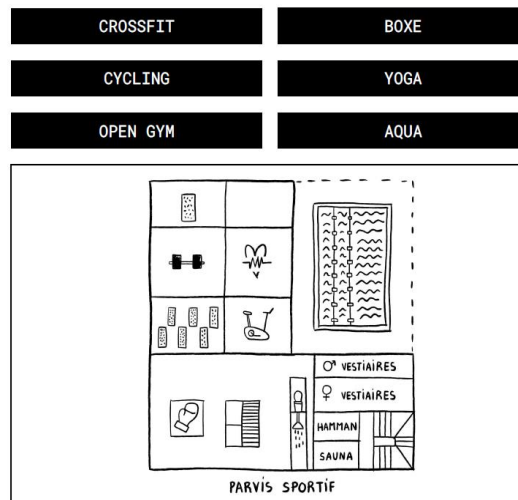 CROSSFIT
BOXE
CYCLING
YOGA
OPEN GYM
AQUA
♂ VESTIAIRES
♀ VESTIAIRES
HAMMAN
SAUNA
PARVIS SPORTIF